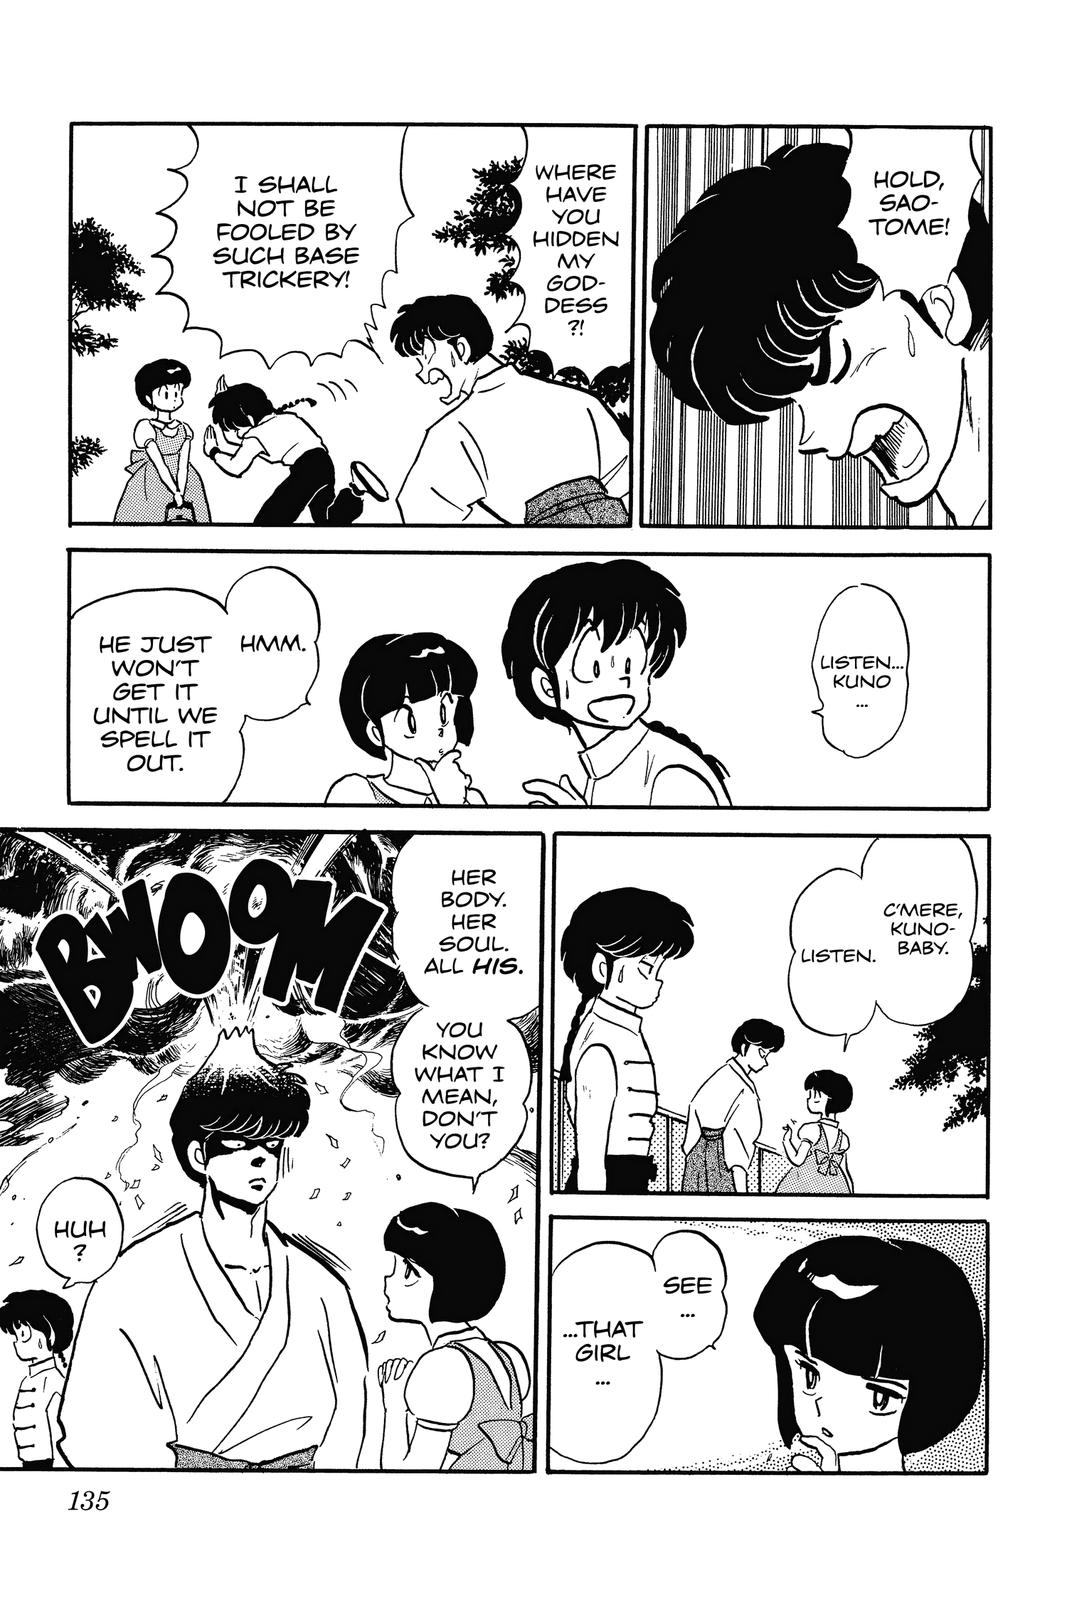 HOLD,
SAO-
TOME!
WHERE
HAVE
YOU
HIDDEN
MY
GOD-
DESS
?!
I SHALL
NOT BE
FOOLED BY
SUCH BASE
TRICKERY!
LISTEN...
KUNO
...
HMM.
HE JUST
WON'T
GET IT
UNTIL WE
SPELL IT
OUT.
C'MERE,
KUNO-
BABY.
LISTEN.
SEE
...
...THAT
GIRL
...
HER
BODY.
HER
SOUL.
ALL HIS.
YOU
KNOW
WHAT I
MEAN,
DON'T
YOU?
BWOOM
HUH
?
135